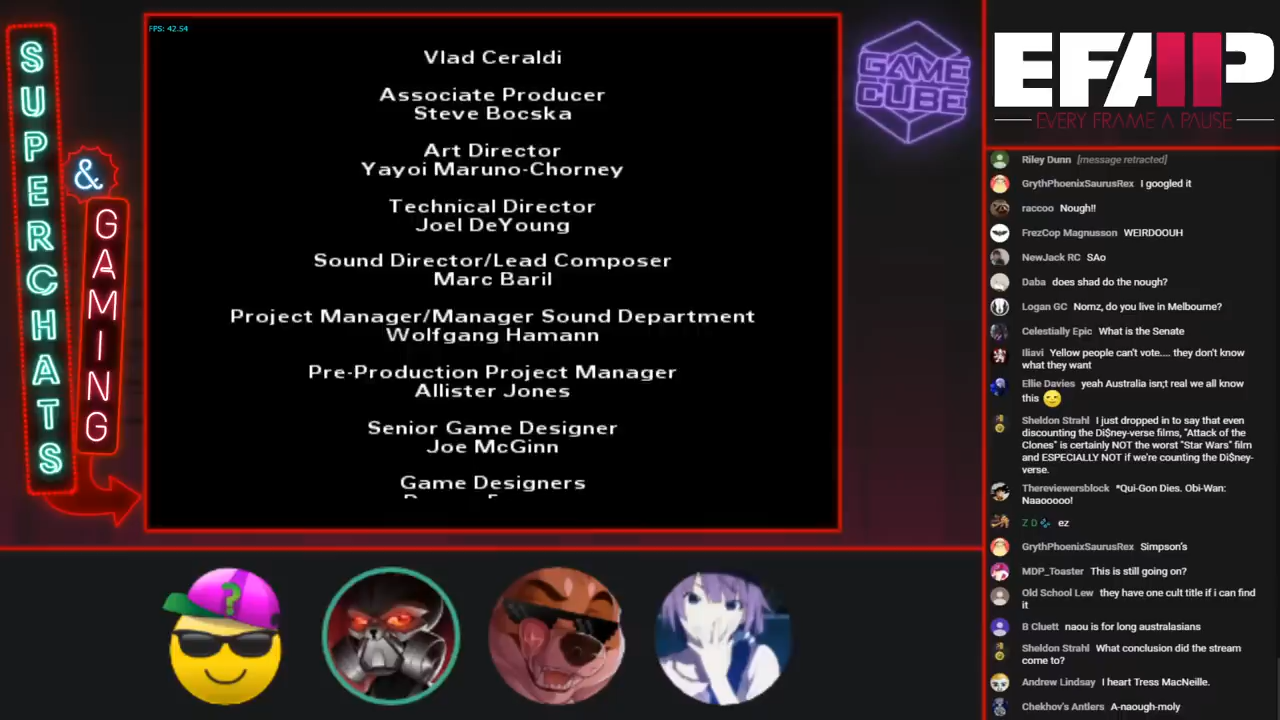 SUPERCHATS
&
GAMING
FPS: 42.54
Vlad Ceraldi
Associate Producer
Steve Bocska
Art Director
Yayoi Maruno-Chorney
Technical Director
Joel DeYoung
Sound Director/Lead Composer
Marc Baril
Project Manager/Manager Sound Department
Wolfgang Hamann
Pre-Production Project Manager
Allister Jones
Senior Game Designer
Joe McGinn
Game Designers
GAME
CUBE
?
EFAP
EVERY FRAME A PAUSE
Riley Dunn [message retracted]
GrythPhoenixSaurusRex I googled it
raccoo Nough!!
FrezCop Magnusson WEIRDOOUH
NewJack RC SAo
Daba does shad do the nough?
Logan GC Nomz, do you live in Melbourne?
Celestially Epic What is the Senate
Iliavi Yellow people can't vote.... they don't know
what they want
Ellie Davies yeah Australia isn;t real we all know
this
Sheldon Strahl I just dropped in to say that even
discounting the Di$ney-verse films, "Attack of the
Clones" is certainly NOT the worst "Star Wars" film
and ESPECIALLY NOT if we're counting the Di$ney-
verse.
Thereviewersblock *Qui-Gon Dies. Obi-Wan:
Naaooooo!
Z D ez
GrythPhoenixSaurusRex Simpson's
MDP_Toaster This is still going on?
Old School Lew they have one cult title if i can find
it
B Cluett naou is for long australasians
Sheldon Strahl What conclusion did the stream
come to?
Andrew Lindsay I heart Tress MacNeille.
Chekhov's Antlers A-naough-moly